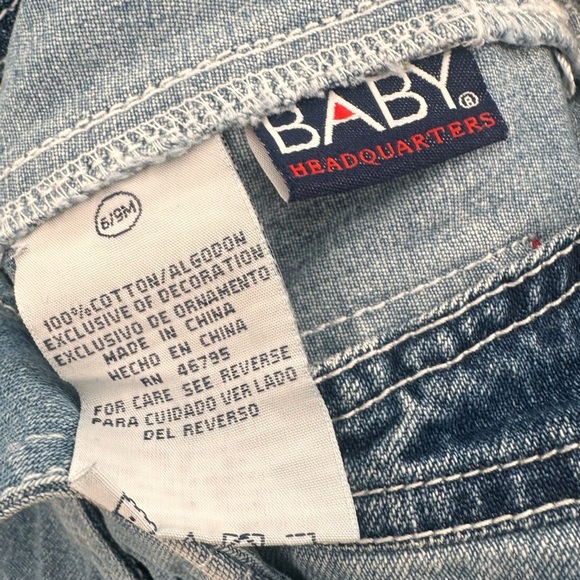 BABY®
HEADQUARTERS
6/9M
100%COTTON/ALGODON
EXCLUSIVE OF DECORATION
EXCLUSIVO DE ORNAMENTO
MADE IN CHINA
HECHO EN CHINA
RN 46795
FOR CARE SEE REVERSE
PARA CUIDADO VER LADO
DEL REVERSO